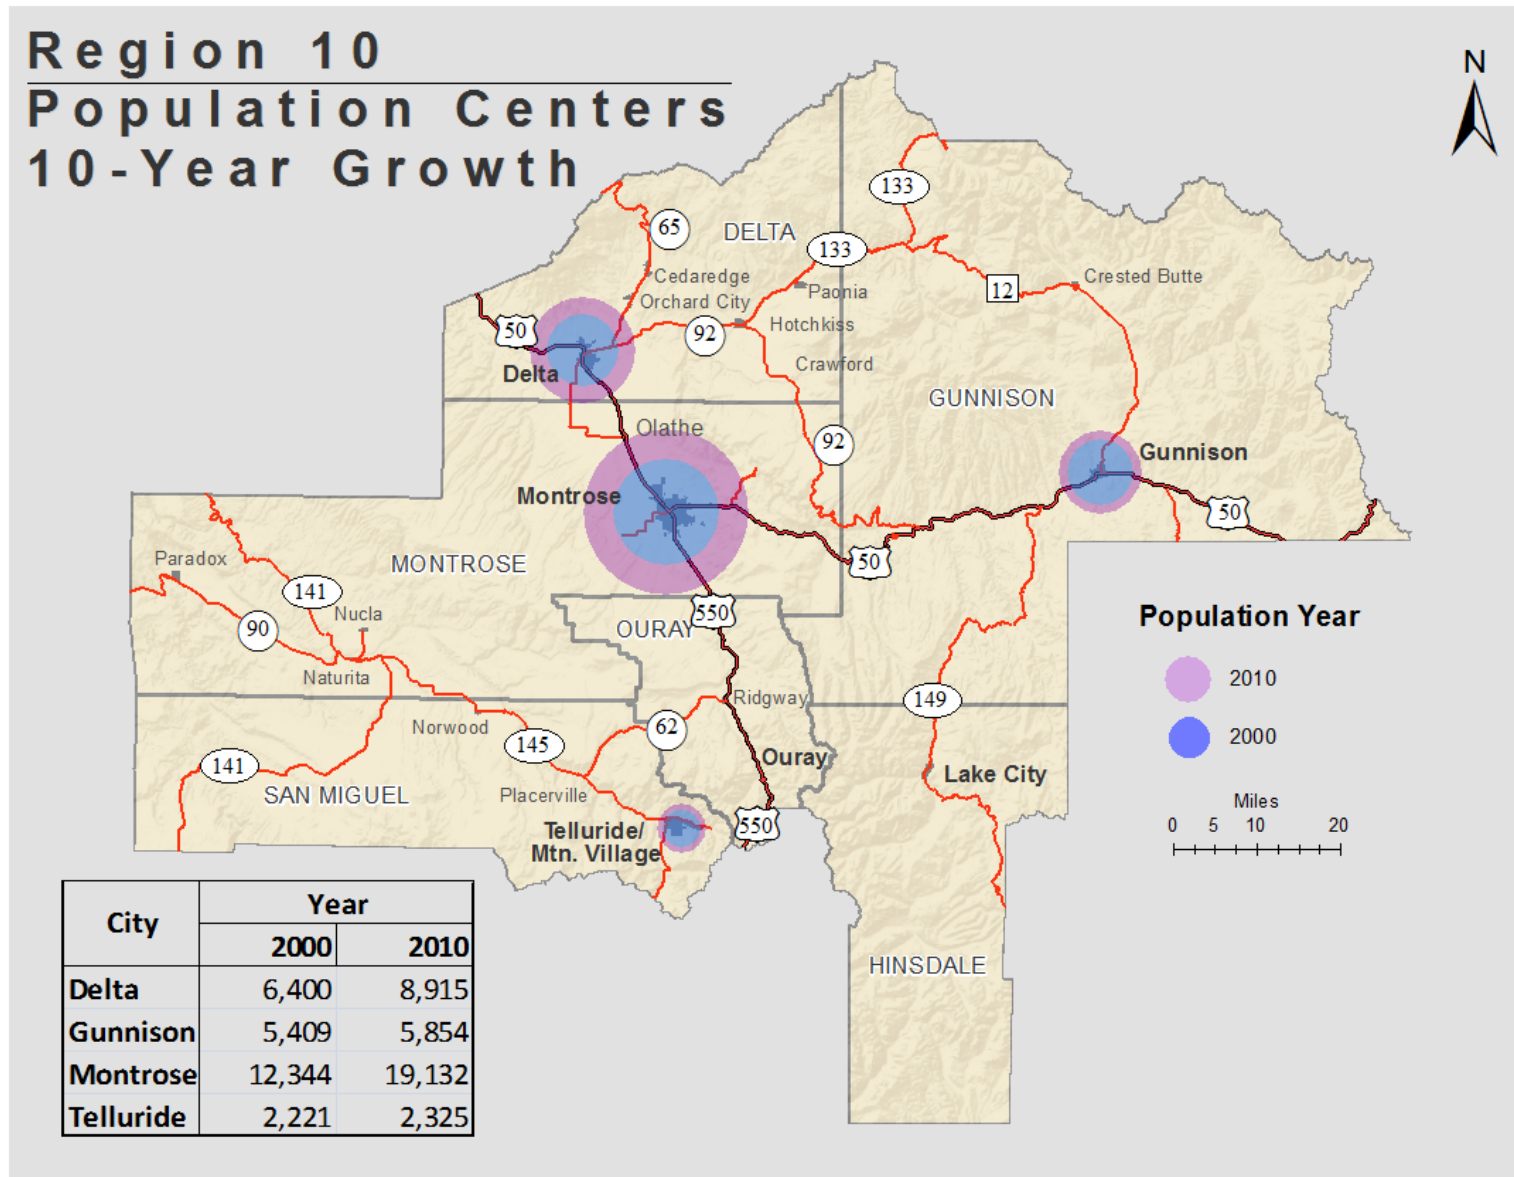 Region 10
Population Centers
10-Year Growth
N
133
65
DELTA
133
Cedaredge
Crested Butte
12
Paonia
Orchard City
50
92
Hotchkiss
Crawford
Delta
GUNNISON
Olathe
92
Gunnison
Montrose
50
50
MONTROSE
Paradox
141
Nucla
550
Population Year
90
OURAY
Naturita
2010
Ridgway
149
Norwood
62
2000
145
Ouray
141
Lake City
SAN MIGUEL
Placerville
Miles
0 5 10 20
550
Telluride/
Mtn. Village
City Year
2000 2010
Delta 6,400 8,915
Gunnison 5,409 5,854
Montrose 12,344 19,132
Telluride 2,221 2,325
HINSDALE